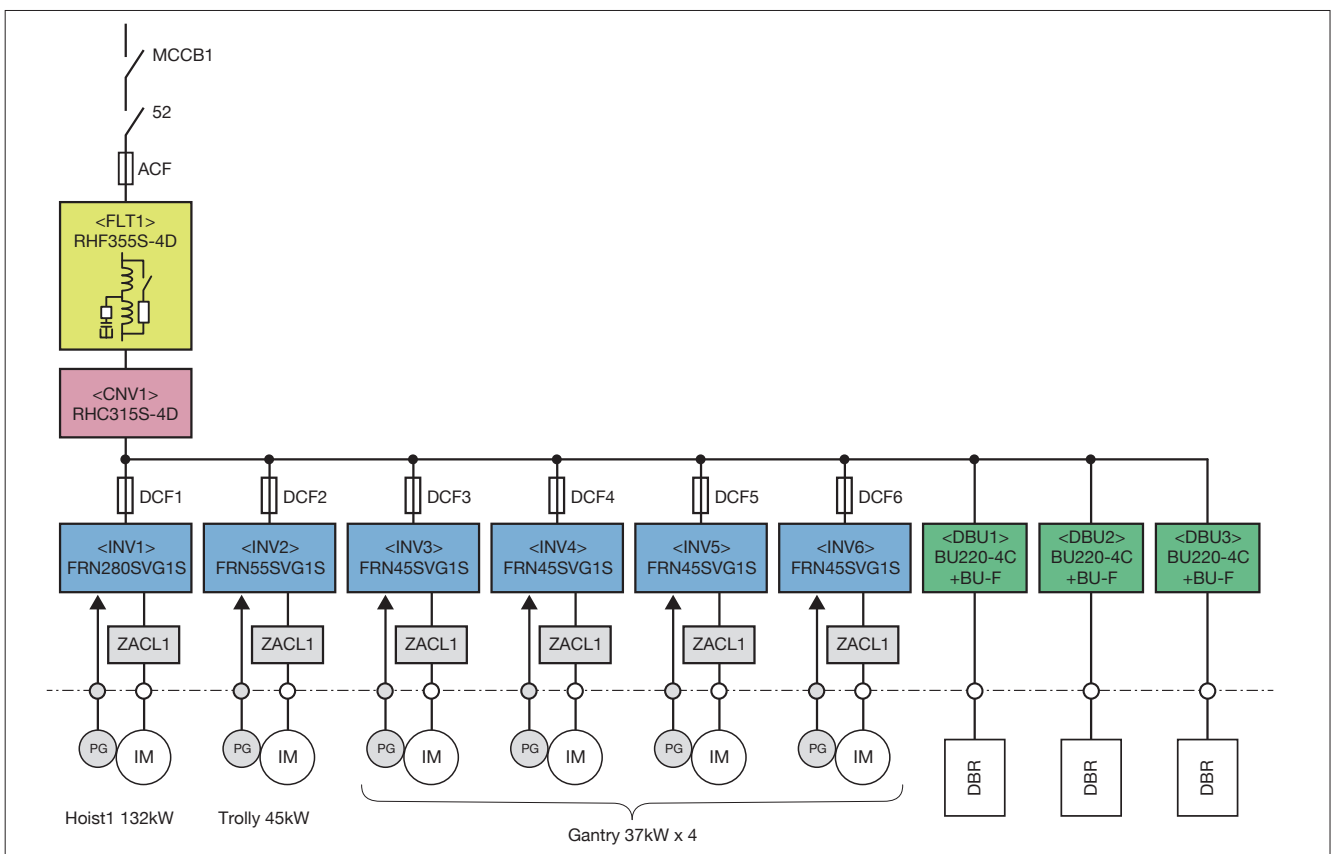 MCCB1
52
ACF
<FLT1>
RHF355S-4D
<CNV1>
RHC315S-4D
DCF1
DCF2
DCF3
DCF4
DCF5
DCF6
<INV1>
FRN280SVG1S
<INV2>
FRN55SVG1S
<INV3>
FRN45SVG1S
<INV4>
FRN45SVG1S
<INV5>
FRN45SVG1S
<INV6>
FRN45SVG1S
<DBU1>
BU220-4C
+BU-F
<DBU2>
BU220-4C
+BU-F
<DBU3>
BU220-4C
+BU-F
ZACL1
ZACL1
ZACL1
ZACL1
ZACL1
ZACL1
PG
IM
PG
IM
PG
IM
PG
IM
PG
IM
PG
IM
DBR
DBR
DBR
Hoist1 132kW
Trolly 45kW
Gantry 37kW x 4